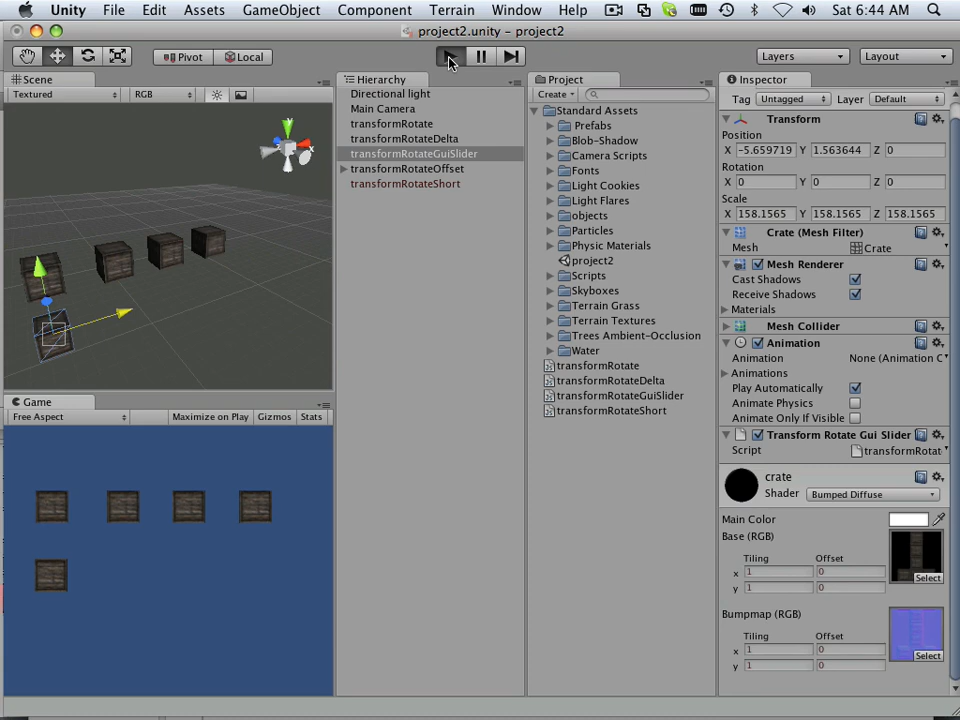 Unity File Edit Assets GameObject Component Terrain Window Help Sat 6:44 AM
project2.unity - project2
Pivot Local Layers Layout
Scene
Textured RGB
y
x
Game
Free Aspect Maximize on Play Gizmos Stats
Hierarchy
Directional light
Main Camera
transformRotate
transformRotateDelta
transformRotateGuiSlider
transformRotateOffset
transformRotateShort
Project
Create
Standard Assets
Prefabs
Blob-Shadow
Camera Scripts
Fonts
Light Cookies
Light Flares
objects
Particles
Physic Materials
project2
Scripts
Skyboxes
Terrain Grass
Terrain Textures
Trees Ambient-Occlusion
Water
transformRotate
transformRotateDelta
transformRotateGuiSlider
transformRotateShort
Inspector
Tag Untagged Layer Default
Transform
Position
X -5.659719 Y 1.563644 Z 0
Rotation
X 0 Y 0 Z 0
Scale
X 158.1565 Y 158.1565 Z 158.1565
Crate (Mesh Filter)
Mesh Crate
Mesh Renderer
Cast Shadows
Receive Shadows
Materials
Mesh Collider
Animation
Animation None (Animation C
Animations
Play Automatically
Animate Physics
Animate Only If Visible
Transform Rotate Gui Slider
Script transformRotat
crate
Shader Bumped Diffuse
Main Color
Base (RGB)
Tiling Offset
x 1 0
y 1 0
Select
Bumpmap (RGB)
Tiling Offset
x 1 0
y 1 0
Select